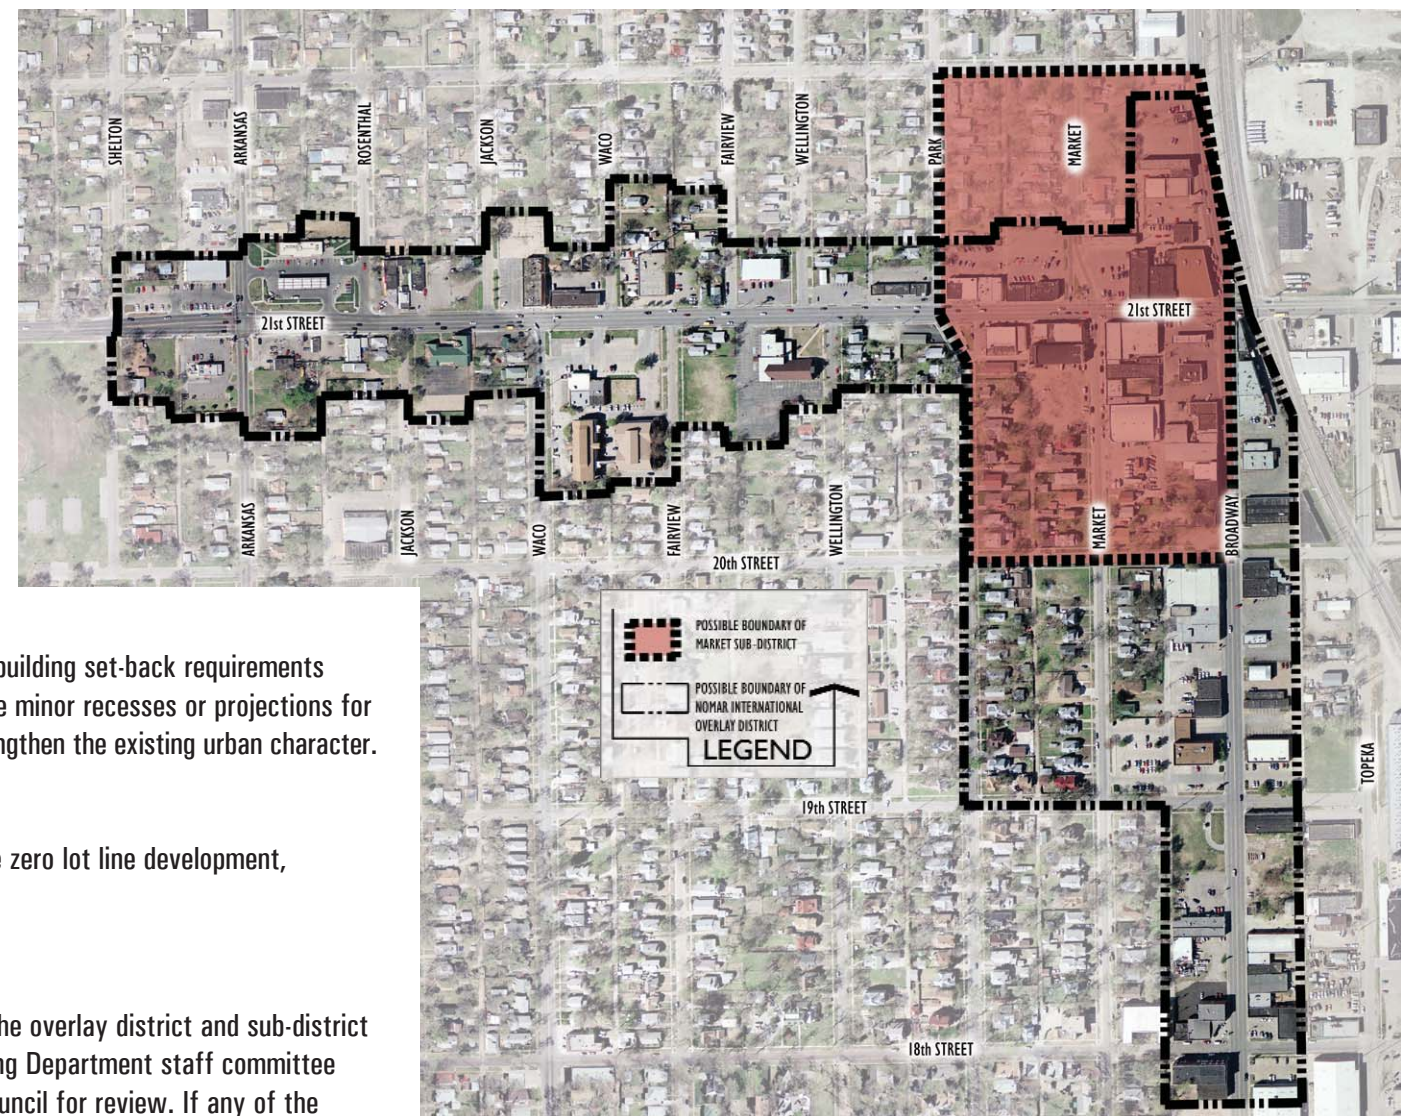 SHELTON
ARKANSAS
ROSENTHAL
JACKSON
WACO
FAIRVIEW
WELLINGTON
PARK
MARKET
21st STREET
21st STREET
ARKANSAS
JACKSON
WACO
FAIRVIEW
WELLINGTON
MARKET
BROADWAY
20th STREET
POSSIBLE BOUNDARY OF
MARKET SUB-DISTRICT
POSSIBLE BOUNDARY OF
NOMAR INTERNATIONAL
OVERLAY DISTRICT
LEGEND
TOPEKA
19th STREET
18th STREET
building set-back requirements
e minor recesses or projections for
ngthen the existing urban character.
e zero lot line development,
he overlay district and sub-district
ng Department staff committee
uncil for review. If any of the